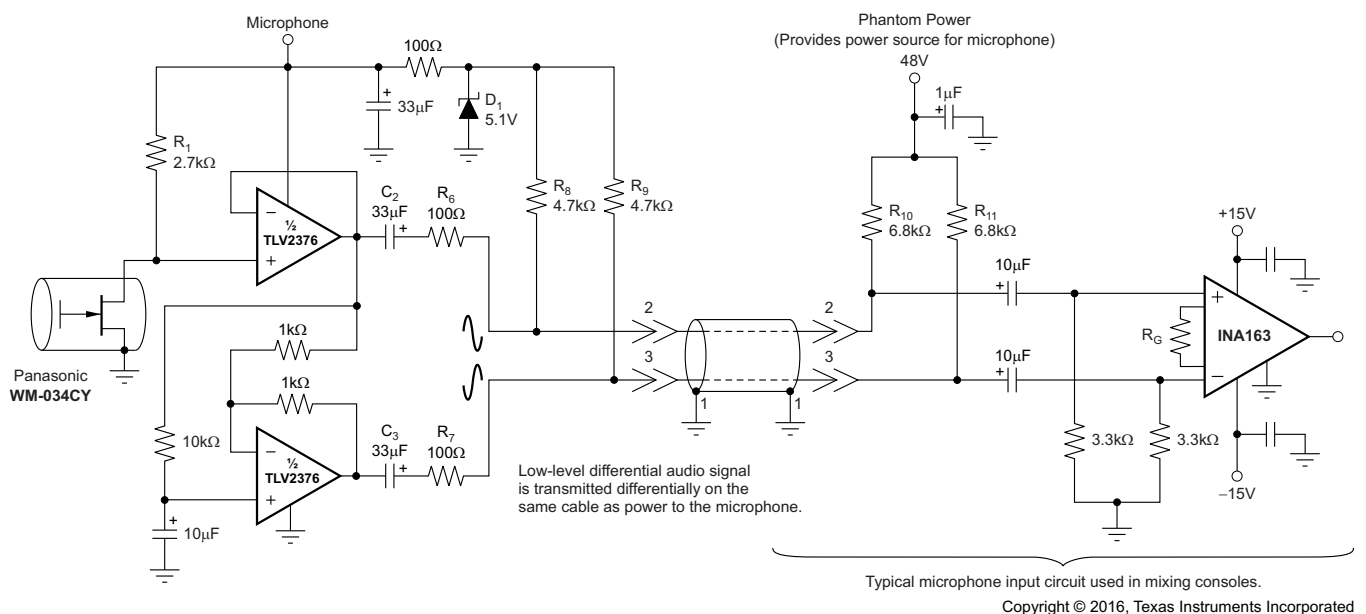 Microphone
100Ω
+
33µF
D1
5.1V
R1
2.7kΩ
−
½
TLV2376
+
C2
33µF
+
R6
100Ω
R8
4.7kΩ
R9
4.7kΩ
Panasonic
WM-034CY
1kΩ
1kΩ
10kΩ
−
½
TLV2376
+
C3
33µF
+
R7
100Ω
+
10µF
2
3
1
2
3
1
Low-level differential audio signal
is transmitted differentially on the
same cable as power to the microphone.
Phantom Power
(Provides power source for microphone)
48V
1µF
+
R10
6.8kΩ
R11
6.8kΩ
10µF
+
10µF
+
3.3kΩ
3.3kΩ
+15V
+
RG
INA163
−
−15V
Typical microphone input circuit used in mixing consoles.
Copyright © 2016, Texas Instruments Incorporated